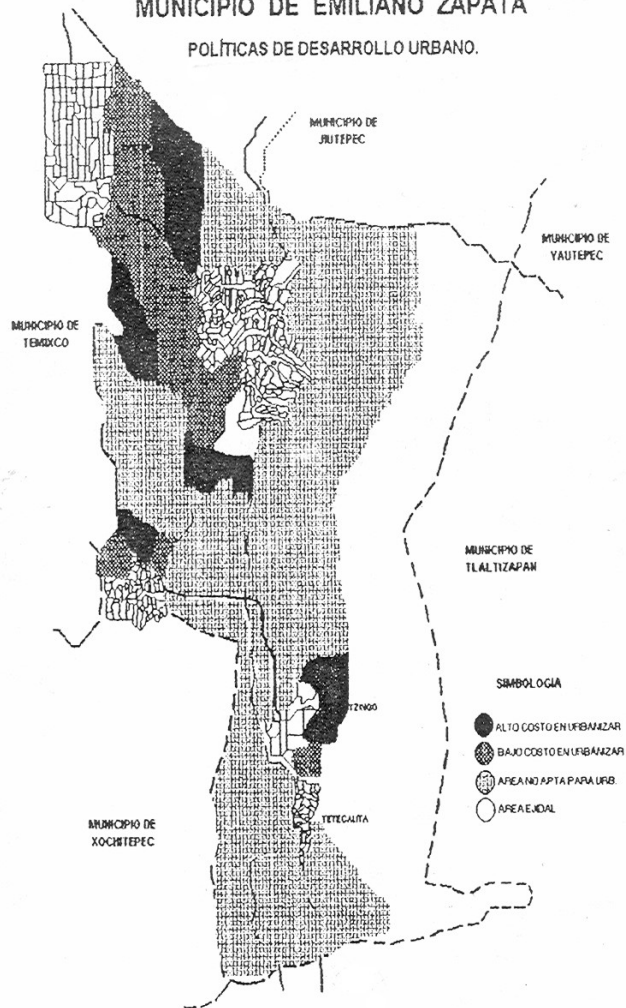 MUNICIPIO DE EMILIANO ZAPATA
POLÍTICAS DE DESARROLLO URBANO.
MUNICIPIO DE
JIUTEPEC
MUNICIPIO DE
YAUTEPEC
MUNICIPIO DE
TEMIXCO
MUNICIPIO DE
TLALTIZAPAN
SIMBOLOGIA
TZINGO
ALTO COSTO EN URBANIZAR
BAJO COSTO EN URBANIZAR
AREA NO APTA PARA URB.
AREA EJIDAL
MUNICIPIO DE
XOCHITEPEC
TETECALITA